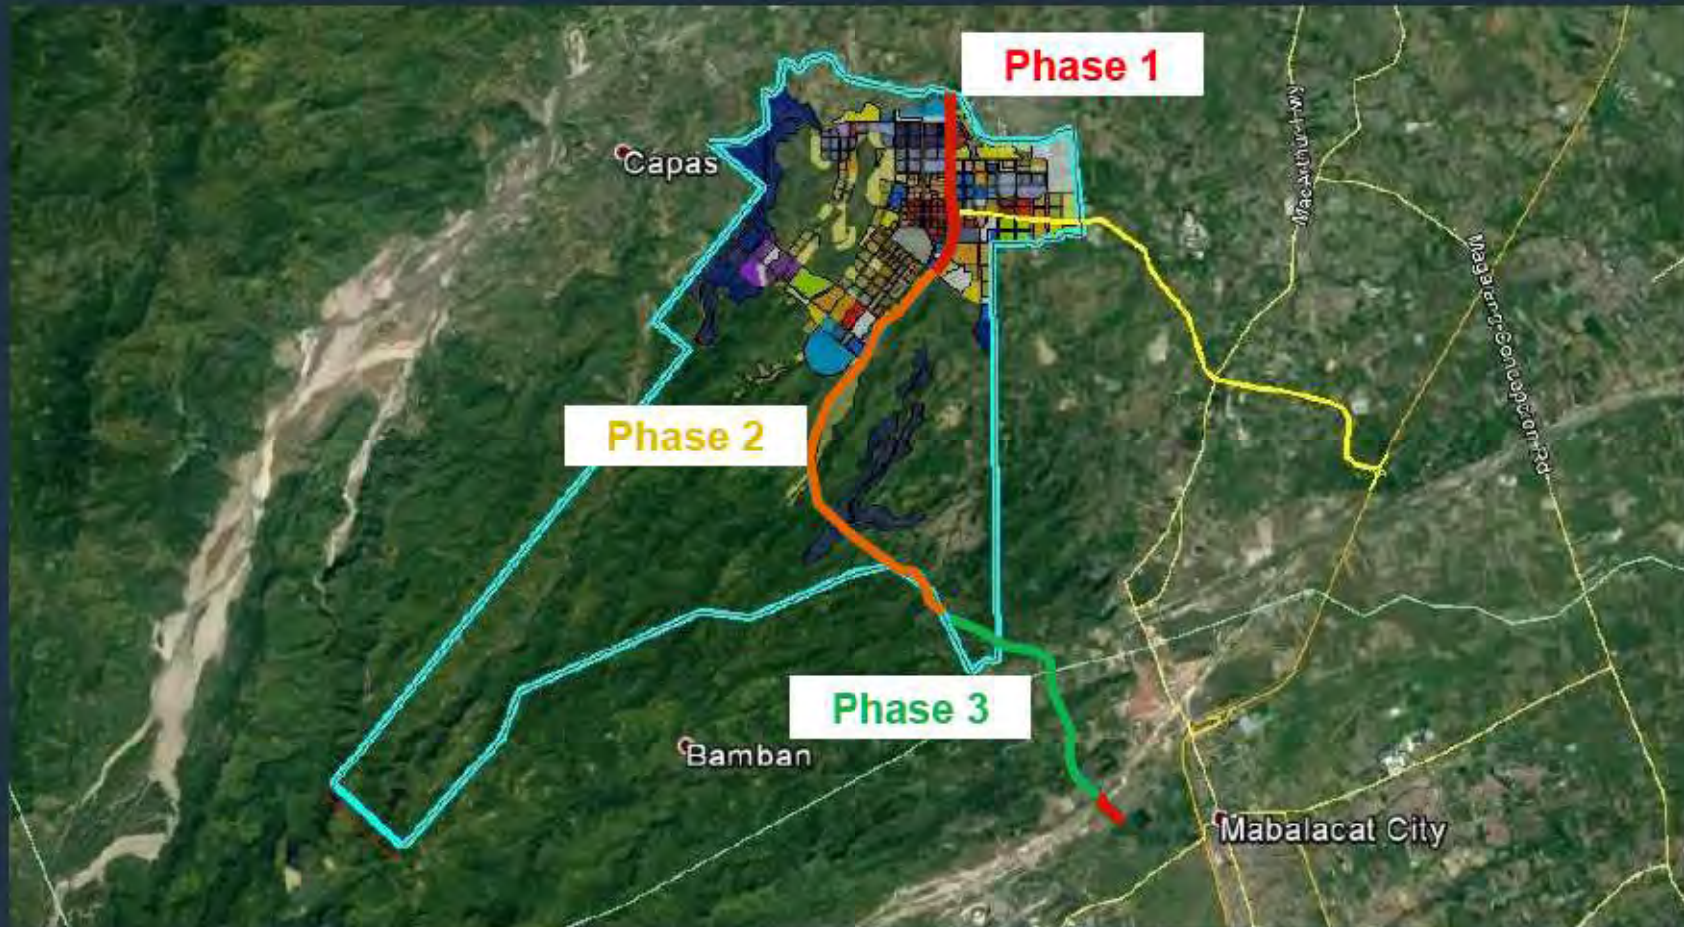 Phase 1
Capas
MacArthur Hwy
Magalang-Concepcion Rd
Phase 2
Phase 3
Bamban
Mabalacat City